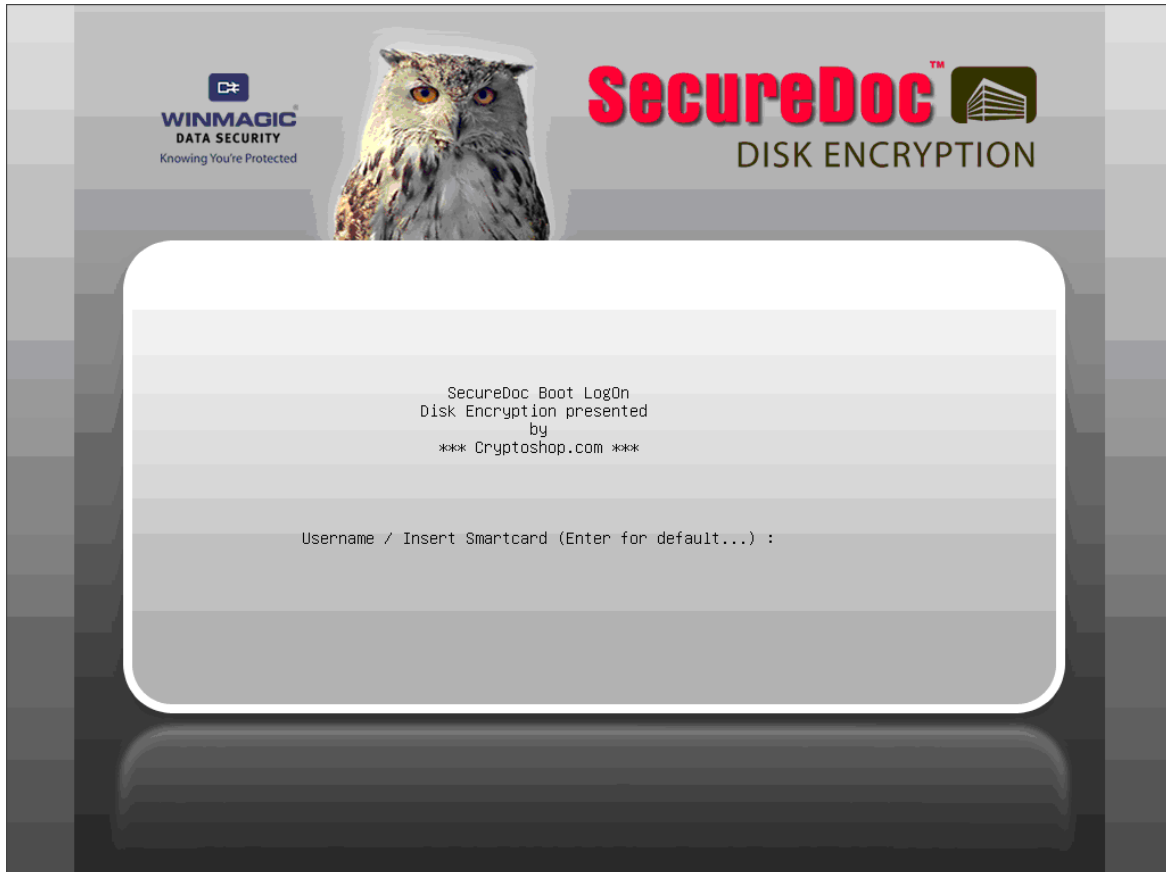 WINMAGIC®
DATA SECURITY
Knowing You're Protected
SecureDoc™
DISK ENCRYPTION
SecureDoc Boot LogOn
Disk Encryption presented
by
*** Cryptoshop.com ***
Username / Insert Smartcard (Enter for default...) :